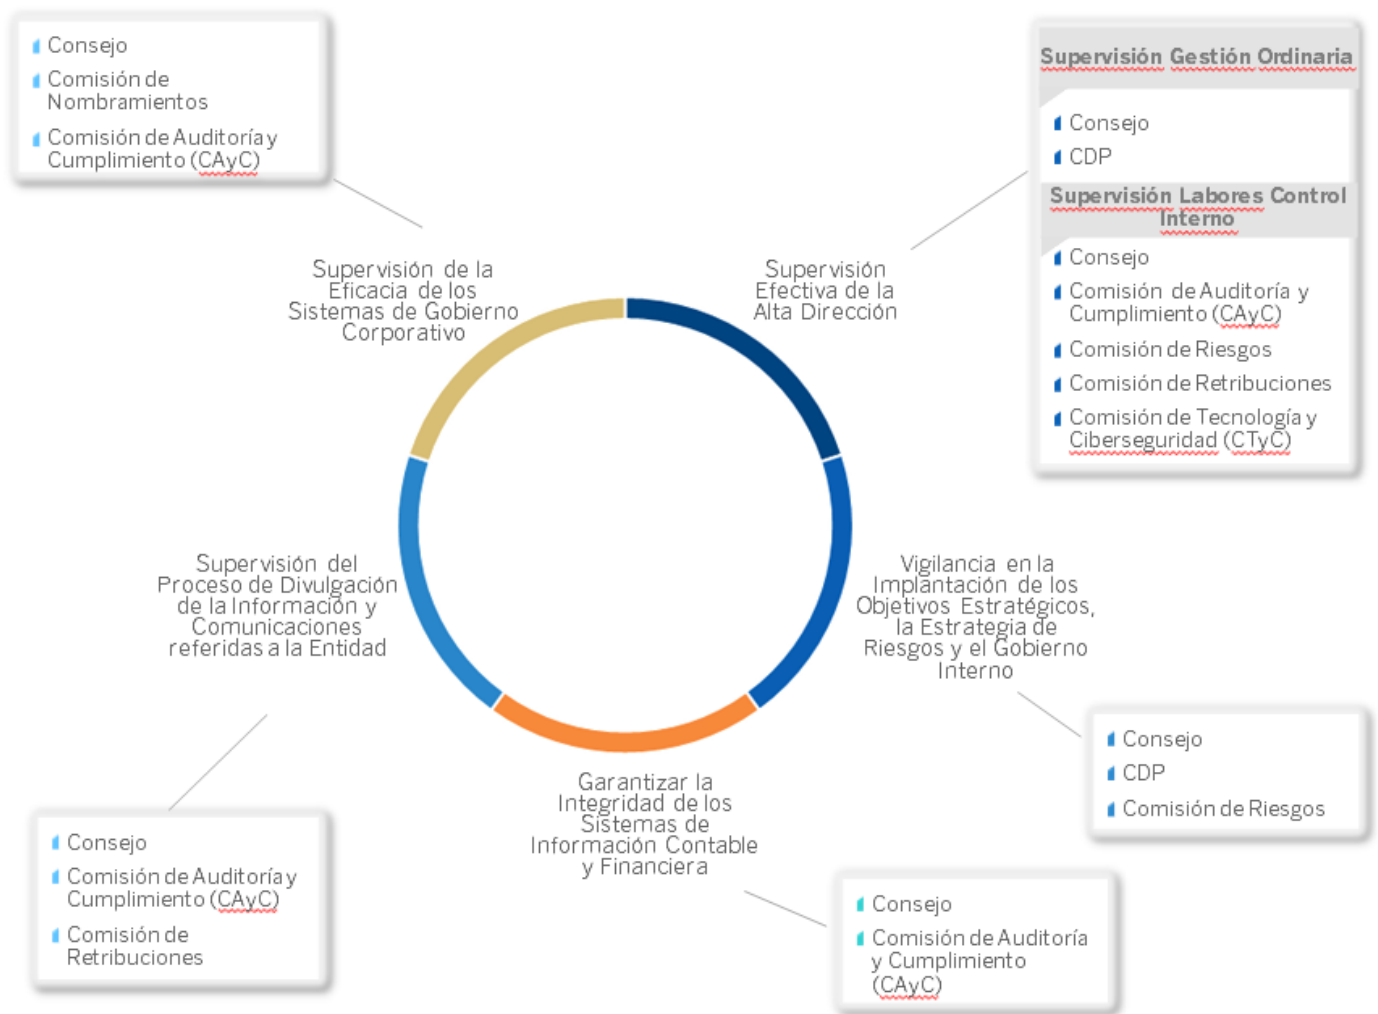 Consejo
Comisión de
Nombramientos
Comisión de Auditoría y
Cumplimiento (CAyC)
Supervisión Gestión Ordinaria
Consejo
CDP
Supervisión Labores Control
Interno
Consejo
Comisión de Auditoría y
Cumplimiento (CAyC)
Comisión de Riesgos
Comisión de Retribuciones
Comisión de Tecnología y
Ciberseguridad (CTyC)
Supervisión de la
Eficacia de los
Sistemas de Gobierno
Corporativo
Supervisión
Efectiva de la
Alta Dirección
Supervisión del
Proceso de Divulgación
de la Información y
Comunicaciones
referidas a la Entidad
Vigilancia en la
Implantación de los
Objetivos Estratégicos,
la Estrategia de
Riesgos y el Gobierno
Interno
Consejo
CDP
Comisión de Riesgos
Garantizar la
Integridad de los
Sistemas de
Información Contable
y Financiera
Consejo
Comisión de Auditoría y
Cumplimiento (CAyC)
Comisión de
Retribuciones
Consejo
Comisión de Auditoría
y Cumplimiento
(CAyC)